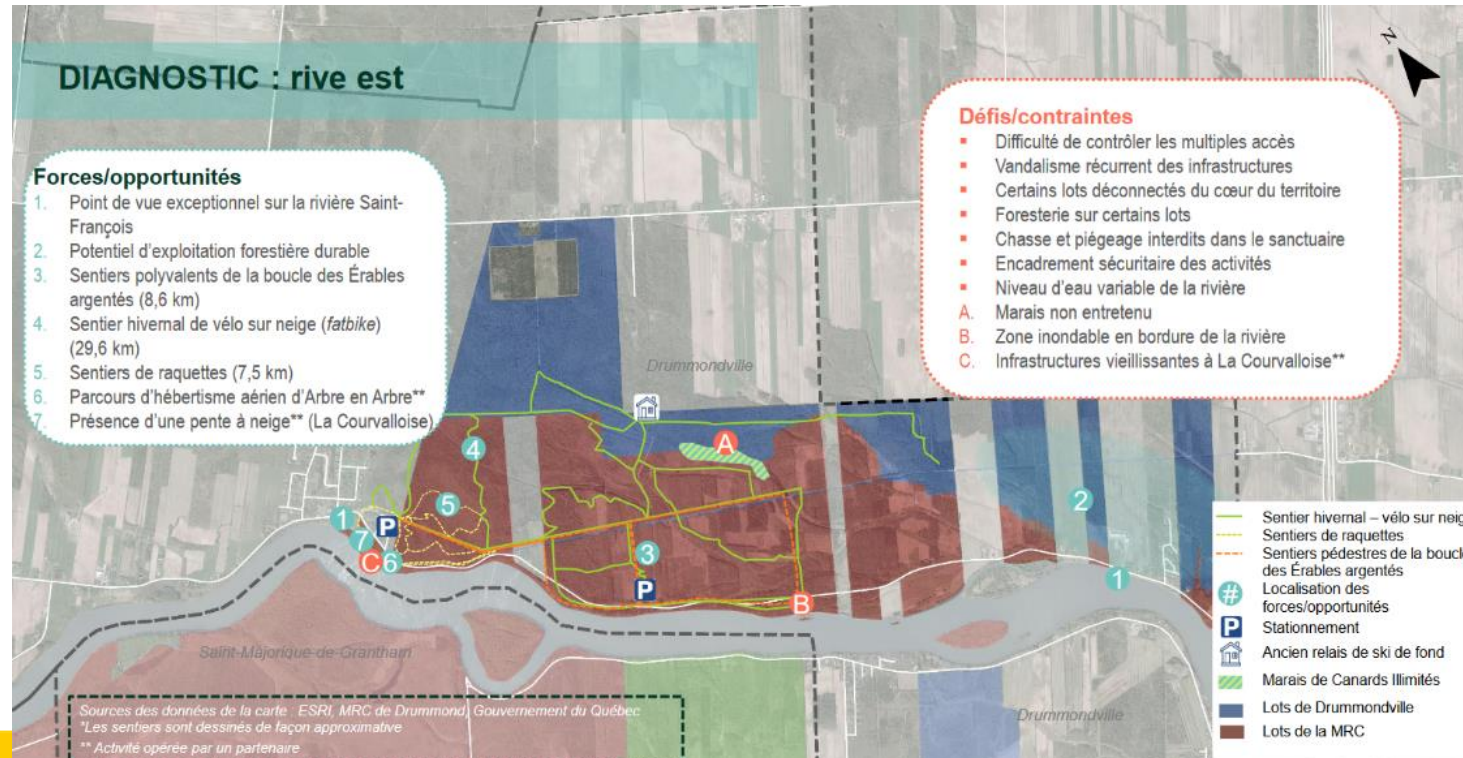 DIAGNOSTIC : rive est
Forces/opportunités
1. Point de vue exceptionnel sur la rivière Saint-
François
2. Potentiel d'exploitation forestière durable
3. Sentiers polyvalents de la boucle des Érables
argentés (8,6 km)
4. Sentier hivernal de vélo sur neige (fatbike)
(29,6 km)
5. Sentiers de raquettes (7,5 km)
6. Parcours d'hébertisme aérien d'Arbre en Arbre**
7. Présence d'une pente à neige** (La Courvalloise)
N
Défis/contraintes
▪ Difficulté de contrôler les multiples accès
▪ Vandalisme récurrent des infrastructures
▪ Certains lots déconnectés du cœur du territoire
▪ Foresterie sur certains lots
▪ Chasse et piégeage interdits dans le sanctuaire
▪ Encadrement sécuritaire des activités
▪ Niveau d'eau variable de la rivière
A. Marais non entretenu
B. Zone inondable en bordure de la rivière
C. Infrastructures vieillissantes à La Courvalloise**
Drummondville
A
4
5
2
1
P
7
C
6
3
P
B
1
Saint-Majorique-de-Grantham
Drummondville
Sentier hivernal – vélo sur neig
Sentiers de raquettes
Sentiers pédestres de la boucle
des Érables argentés
# Localisation des
forces/opportunités
P Stationnement
Ancien relais de ski de fond
Marais de Canards Illimités
Lots de Drummondville
Lots de la MRC
Sources des données de la carte : ESRI, MRC de Drummond, Gouvernement du Québec
*Les sentiers sont dessinés de façon approximative
** Activité opérée par un partenaire